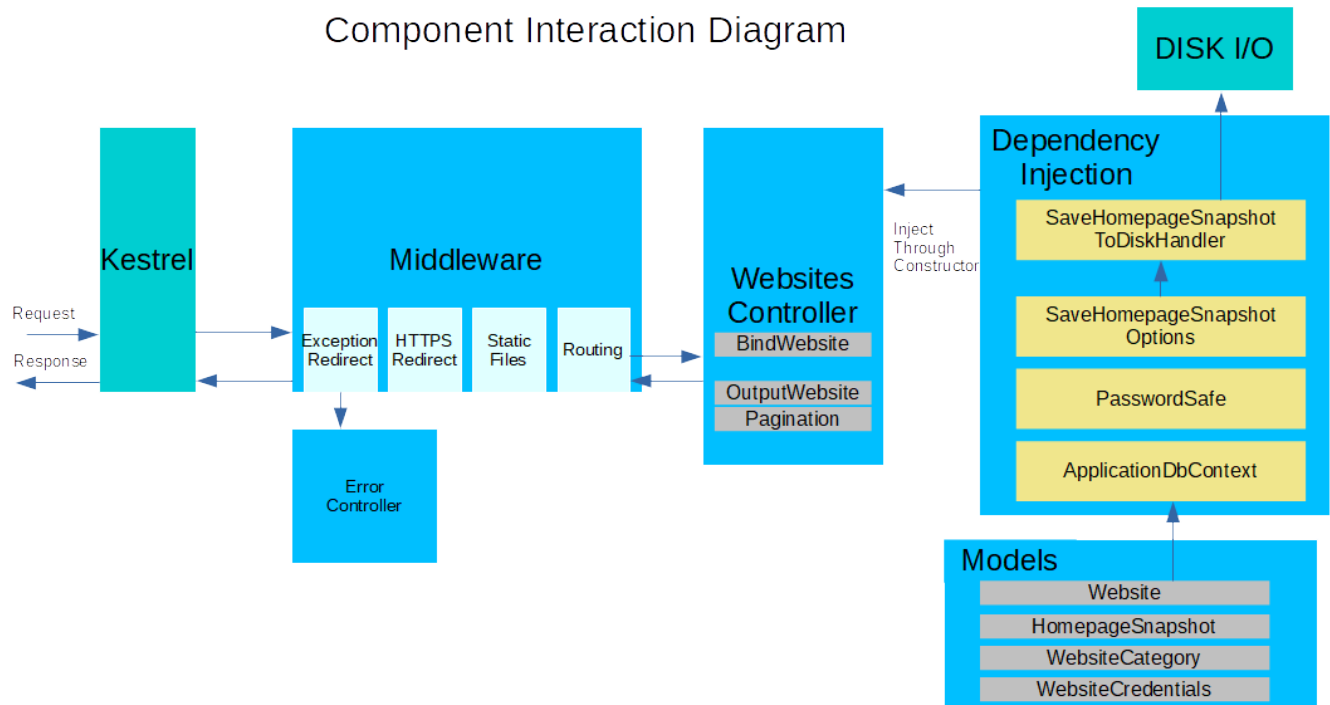 Component Interaction Diagram
DISK I/O
Dependency
Injection
SaveHomepageSnapshot
ToDiskHandler
SaveHomepageSnapshot
Options
PasswordSafe
ApplicationDbContext
Inject
Through
Constructor
Kestrel
Request
Response
Middleware
Exception
Redirect
HTTPS
Redirect
Static
Files
Routing
Error
Controller
Websites
Controller
BindWebsite
OutputWebsite
Pagination
Models
Website
HomepageSnapshot
WebsiteCategory
WebsiteCredentials